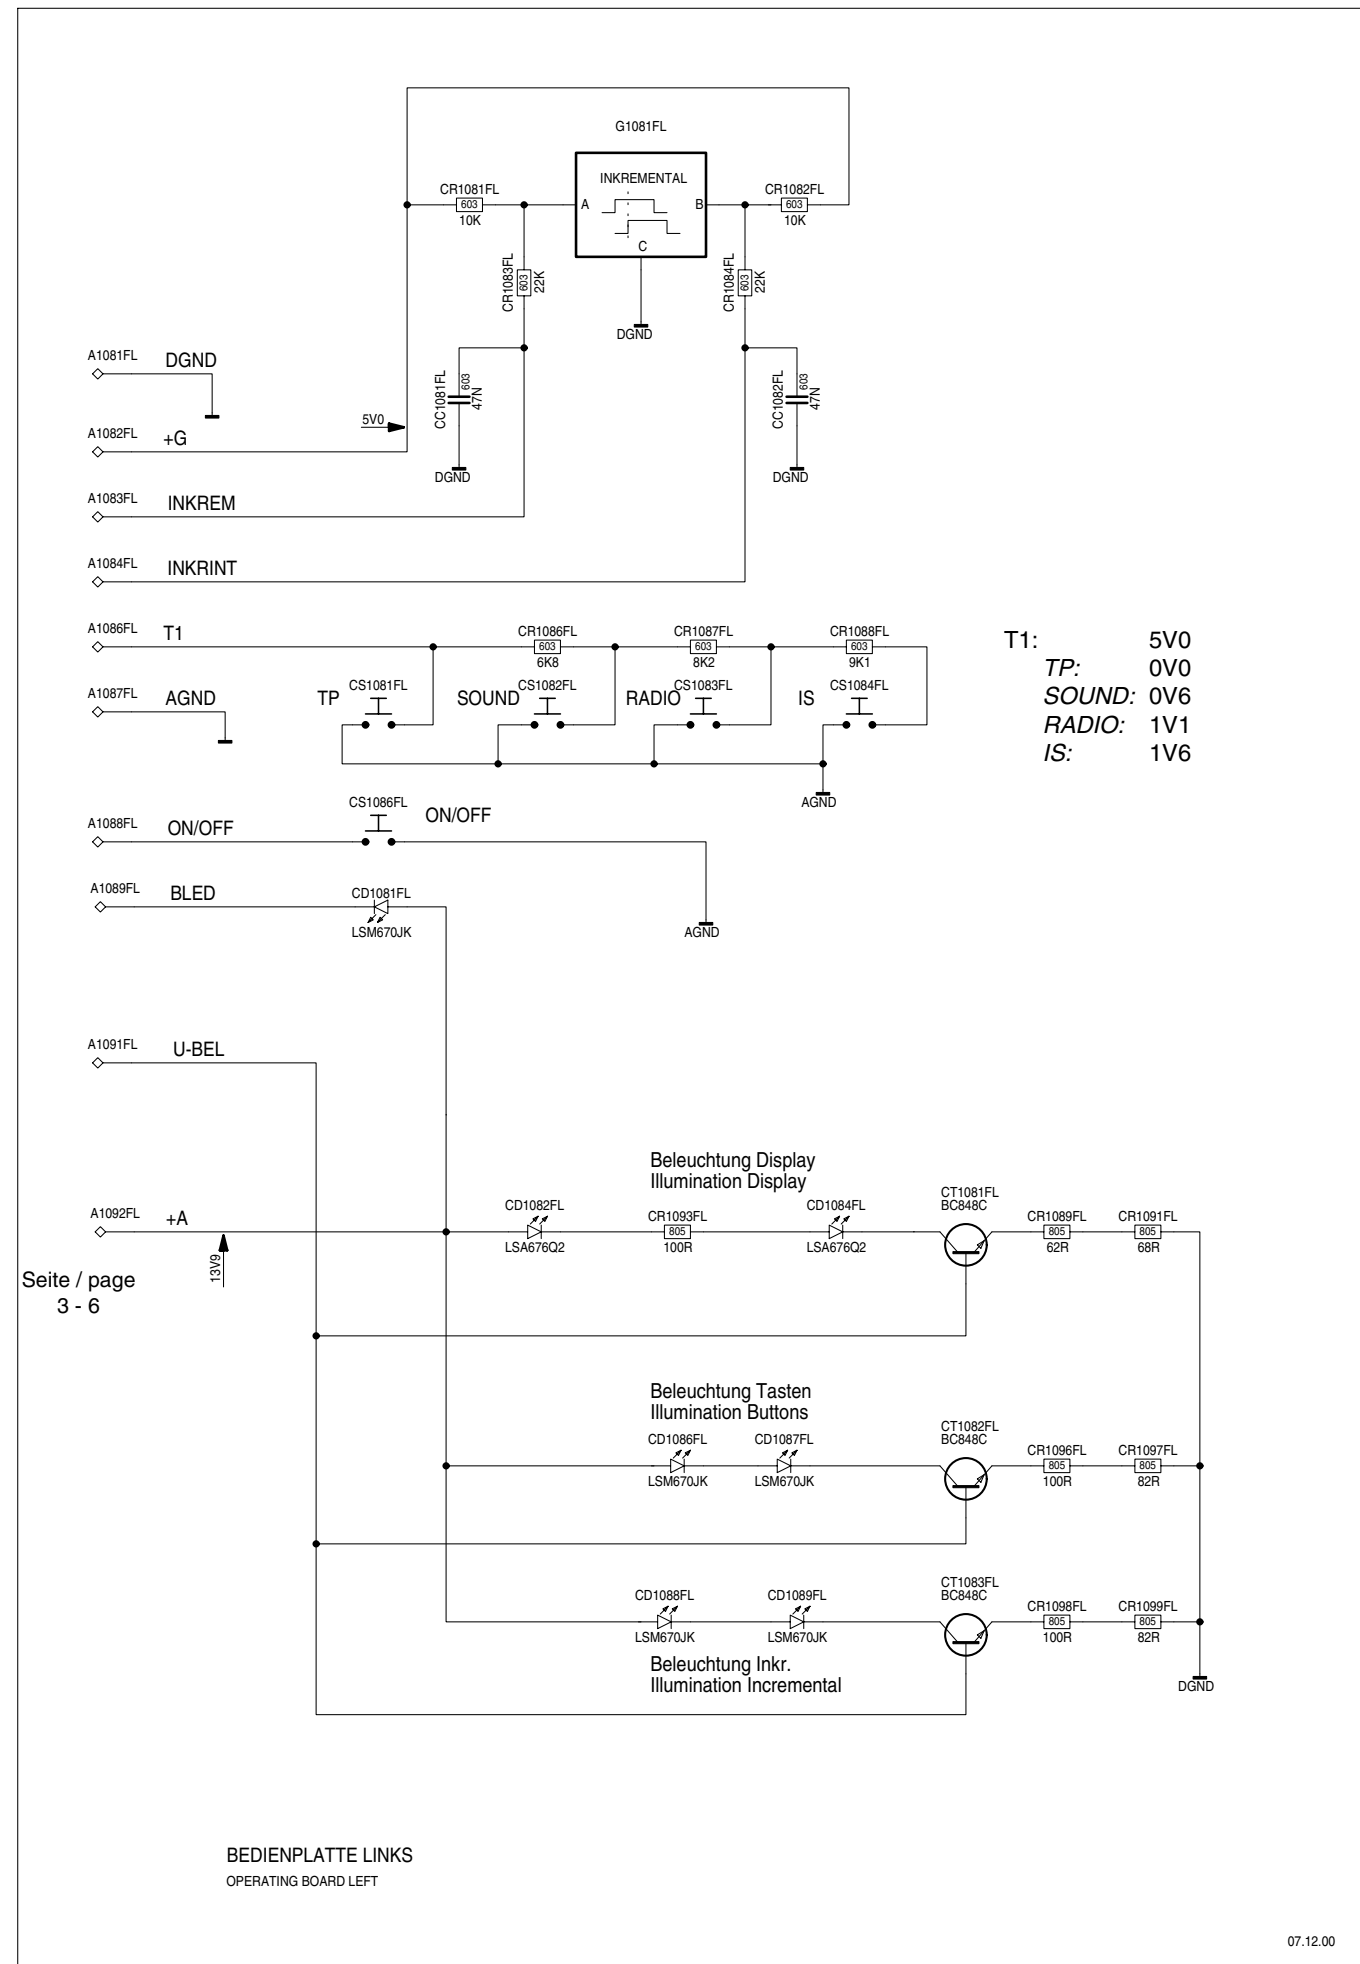 G1081FL
INKREMENTAL
A
B
C
CR1081FL
603
10K
CR1082FL
603
10K
CR1083FL
603
22K
CR1084FL
603
22K
DGND
A1081FL DGND
CC1081FL
603
47N
CC1082FL
603
47N
5V0
A1082FL +G
DGND
DGND
A1083FL INKREM
A1084FL INKRINT
A1086FL T1
CR1086FL
603
6K8
CR1087FL
603
8K2
CR1088FL
603
9K1
A1087FL AGND
TP CS1081FL
SOUND CS1082FL
RADIO CS1083FL
IS CS1084FL
AGND
T1: 5V0
TP: 0V0
SOUND: 0V6
RADIO: 1V1
IS: 1V6
CS1086FL
ON/OFF
A1088FL ON/OFF
A1089FL BLED
CD1081FL
LSM670JK
AGND
A1091FL U-BEL
Beleuchtung Display
Illumination Display
A1092FL +A
13V9
Seite / page
3 - 6
CD1082FL
LSA676Q2
CR1093FL
805
100R
CD1084FL
LSA676Q2
CT1081FL
BC848C
CR1089FL
805
62R
CR1091FL
805
68R
Beleuchtung Tasten
Illumination Buttons
CD1086FL
LSM670JK
CD1087FL
LSM670JK
CT1082FL
BC848C
CR1096FL
805
100R
CR1097FL
805
82R
CD1088FL
LSM670JK
CD1089FL
LSM670JK
CT1083FL
BC848C
CR1098FL
805
100R
CR1099FL
805
82R
Beleuchtung Inkr.
Illumination Incremental
DGND
BEDIENPLATTE LINKS
OPERATING BOARD LEFT
07.12.00